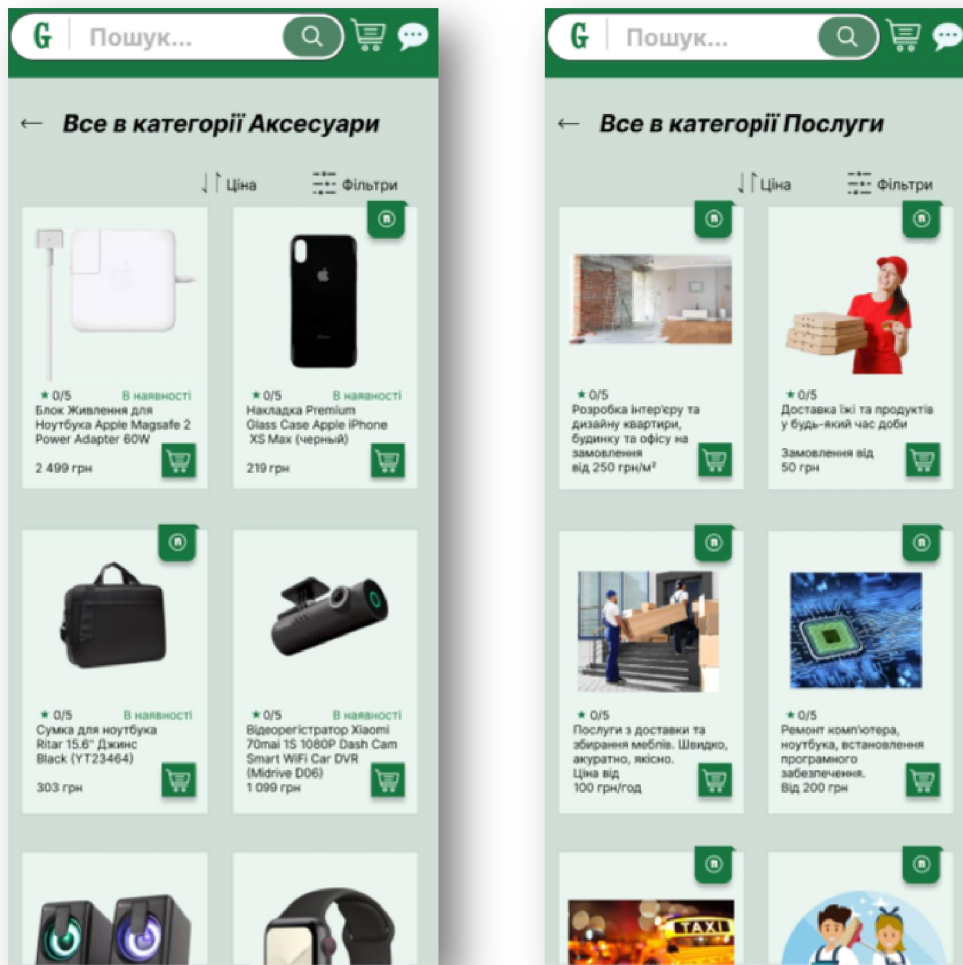 G Пошук...
← Все в категорії Аксесуари
Ціна Фільтри
★ 0/5 В наявності
Блок Живлення для
Ноутбука Apple Magsafe 2
Power Adapter 60W
2 499 грн
n
★ 0/5 В наявності
Накладка Premium
Glass Case Apple iPhone
XS Max (черный)
219 грн
n
★ 0/5 В наявності
Сумка для ноутбука
Ritar 15.6" Джинс
Black (YT23464)
303 грн
★ 0/5 В наявності
Відеорегістратор Xiaomi
70mai 1S 1080P Dash Cam
Smart WiFi Car DVR
(Midrive D06)
1 099 грн
G Пошук...
← Все в категорії Послуги
Ціна Фільтри
n
★ 0/5
Розробка інтер'єру та
дизайну квартири,
будинку та офісу на
замовлення
від 250 грн/м²
n
★ 0/5
Доставка їжі та продуктів
у будь-який час доби
Замовлення від
50 грн
n
★ 0/5
Послуги з доставки та
збирання меблів. Швидко,
акуратно, якісно.
Ціна від
100 грн/год
n
★ 0/5
Ремонт комп'ютера,
ноутбука, встановлення
програмного
забезпечення.
Від 200 грн
n
TAXI
n